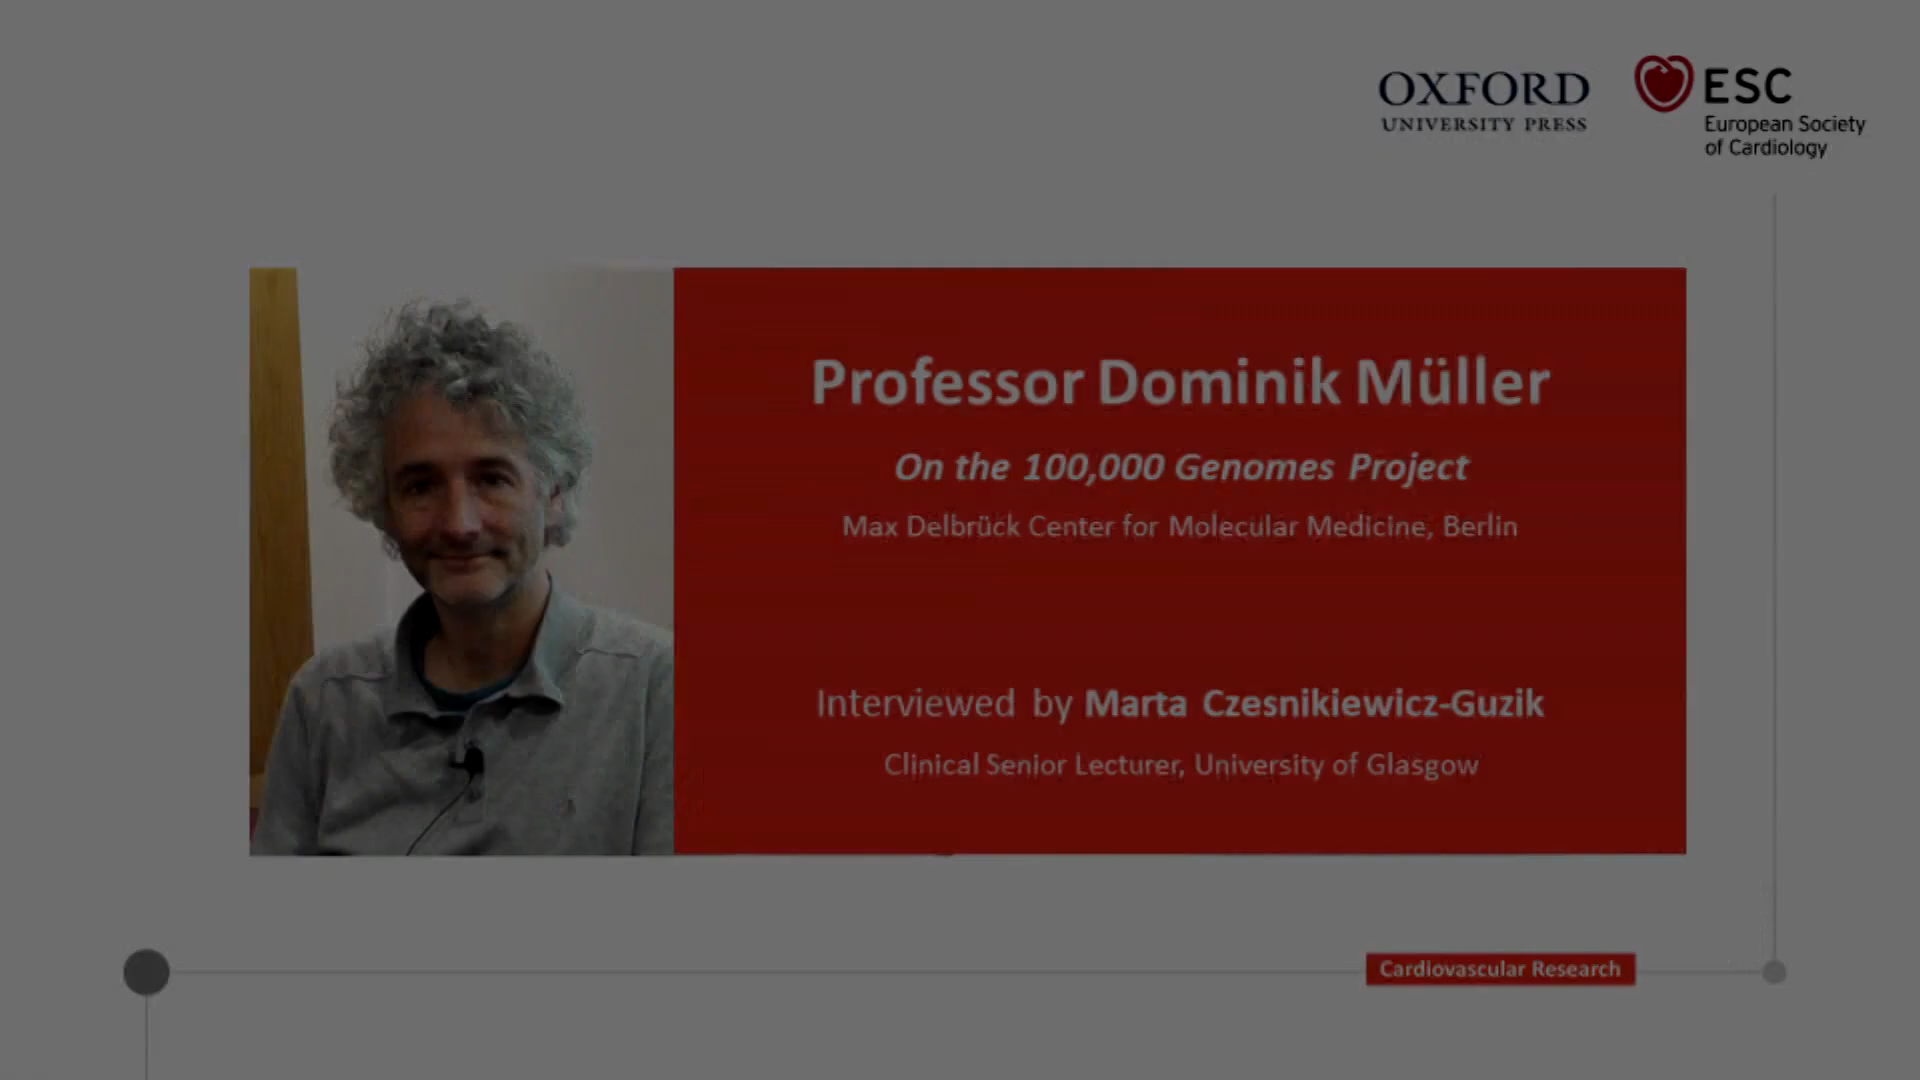 OXFORD
UNIVERSITY PRESS
ESC
European Society
of Cardiology
Professor Dominik Müller
On the 100,000 Genomes Project
Max Delbrück Center for Molecular Medicine, Berlin
Interviewed by Marta Czesnikiewicz-Guzik
Clinical Senior Lecturer, University of Glasgow
Cardiovascular Research